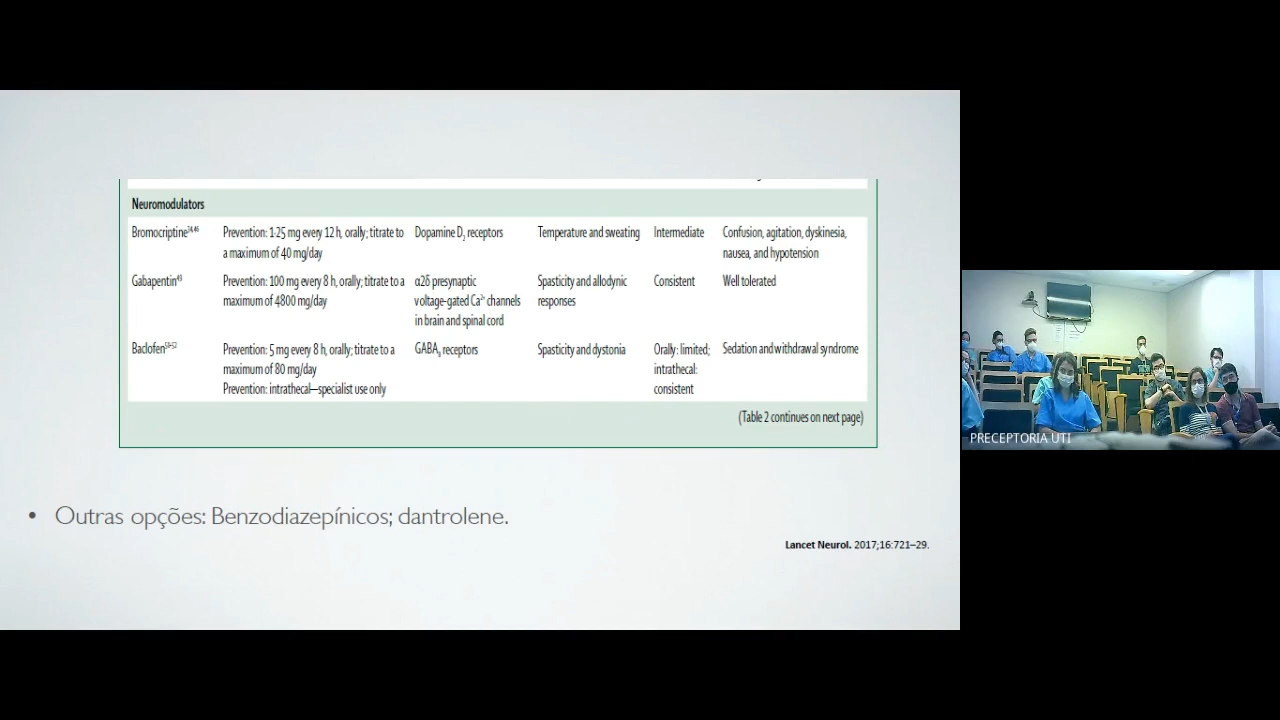 Neuromodulators
Bromocriptine Prevention: 1·25 mg every 12 h, orally; titrate to Dopamine D₂ receptors Temperature and sweating Intermediate Confusion, agitation, dyskinesia,
a maximum of 40 mg/day nausea, and hypotension
Gabapentin Prevention: 100 mg every 8 h, orally; titrate to a α2δ presynaptic Spasticity and allodynic Consistent Well tolerated
maximum of 4800 mg/day voltage-gated Ca²⁺ channels responses
in brain and spinal cord
Baclofen Prevention: 5 mg every 8 h, orally; titrate to a GABA receptors Spasticity and dystonia Orally: limited; Sedation and withdrawal syndrome
maximum of 80 mg/day intrathecal:
Prevention: intrathecal—specialist use only consistent
(Table 2 continues on next page)
• Outras opções: Benzodiazepínicos; dantrolene.
Lancet Neurol. 2017;16:721–29.
PRECEPTORIA UTI